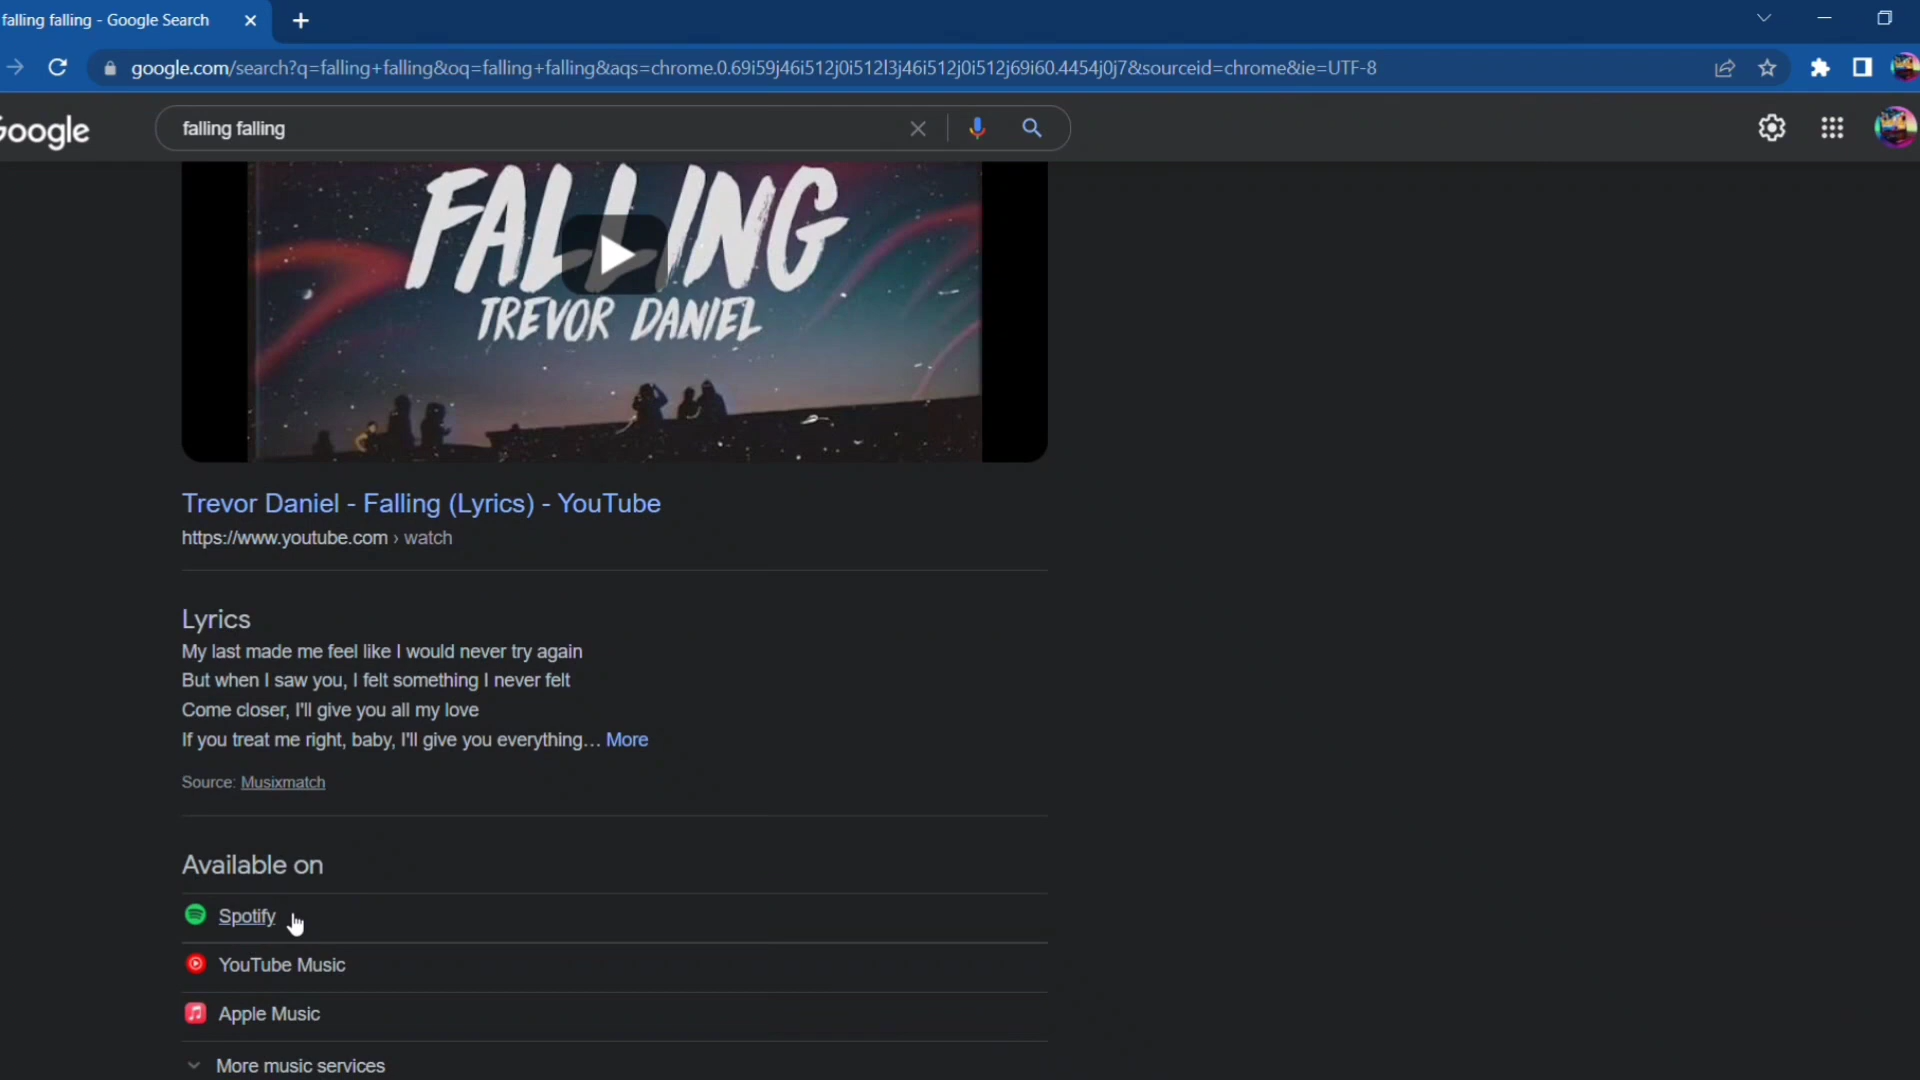 falling falling - Google Search
google.com/search?q=falling+falling&oq=falling+falling&aqs=chrome.0.69i59j46i512j0i512l3j46i512j0i512j69i60.4454j0j7&sourceid=chrome&ie=UTF-8
Google
falling falling
FALLING
TREVOR DANIEL
Trevor Daniel - Falling (Lyrics) - YouTube
https://www.youtube.com › watch
Lyrics
My last made me feel like I would never try again
But when I saw you, I felt something I never felt
Come closer, I'll give you all my love
If you treat me right, baby, I'll give you everything… More
Source: Musixmatch
Available on
Spotify
YouTube Music
Apple Music
More music services